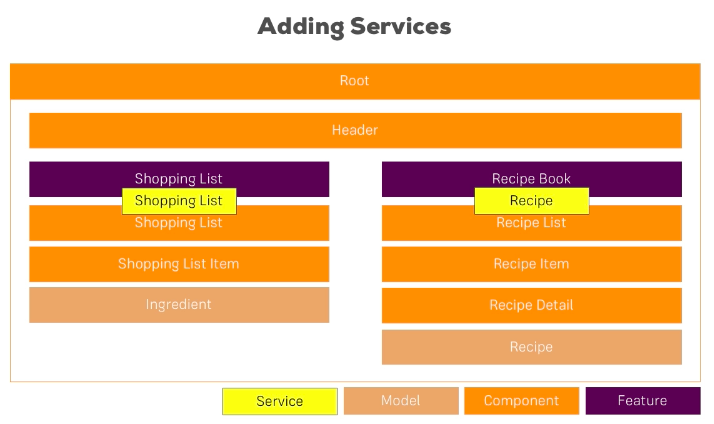 Adding Services
Root
Header
Shopping List
Shopping List
Shopping List
Shopping List Item
Ingredient
Recipe Book
Recipe
Recipe List
Recipe Item
Recipe Detail
Recipe
Service
Model
Component
Feature